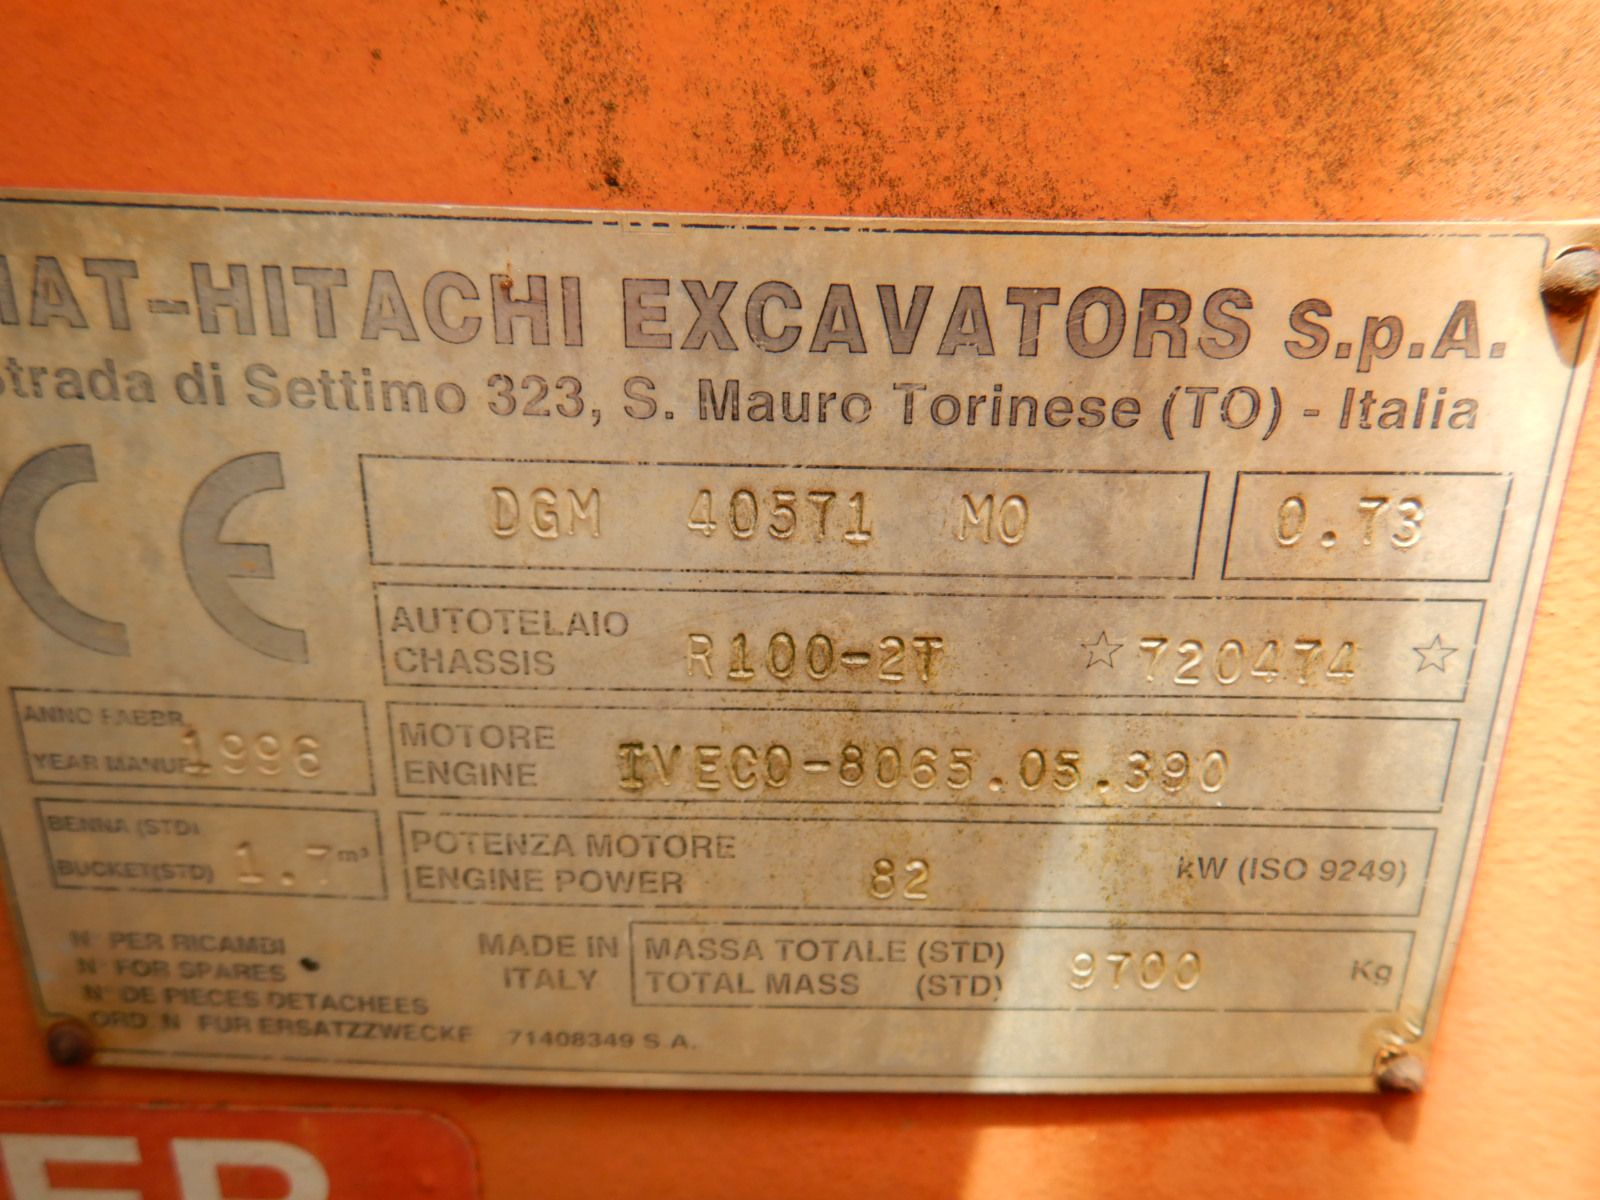 IAT-HITACHI EXCAVATORS S.p.A.
Strada di Settimo 323, S. Mauro Torinese (TO) - Italia
CE
DGM 40571 MO 0.73
AUTOTELAIO
CHASSIS R100-2T ☆720474 ☆
ANNO FABBR.
YEAR MANUF 1996
MOTORE
ENGINE IVECO-8065.05.390
BENNA (STD)
BUCKET(STD) 1.7 m³
POTENZA MOTORE
ENGINE POWER 82 kW (ISO 9249)
N° PER RICAMBI
N° FOR SPARES
N° DE PIECES DETACHEES
ORD. N° FUR ERSATZZWECKE 71408349 S.A.
MADE IN
ITALY
MASSA TOTALE (STD)
TOTAL MASS (STD) 9700 Kg